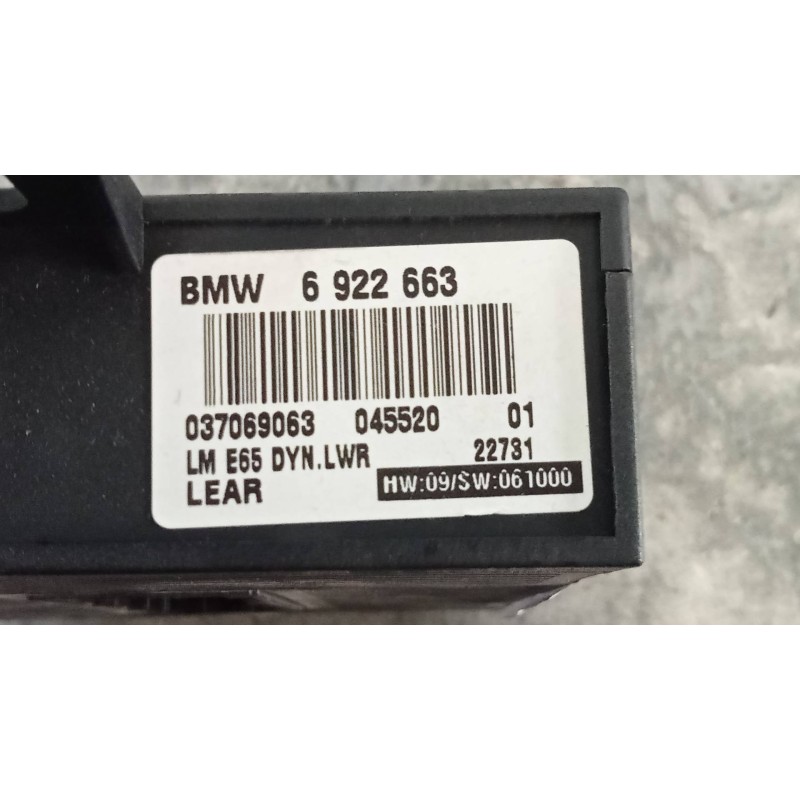 BMW 6 922 663
037069063 045520 01
LM E65 DYN.LWR 22731
LEAR HW:09/SW:061000